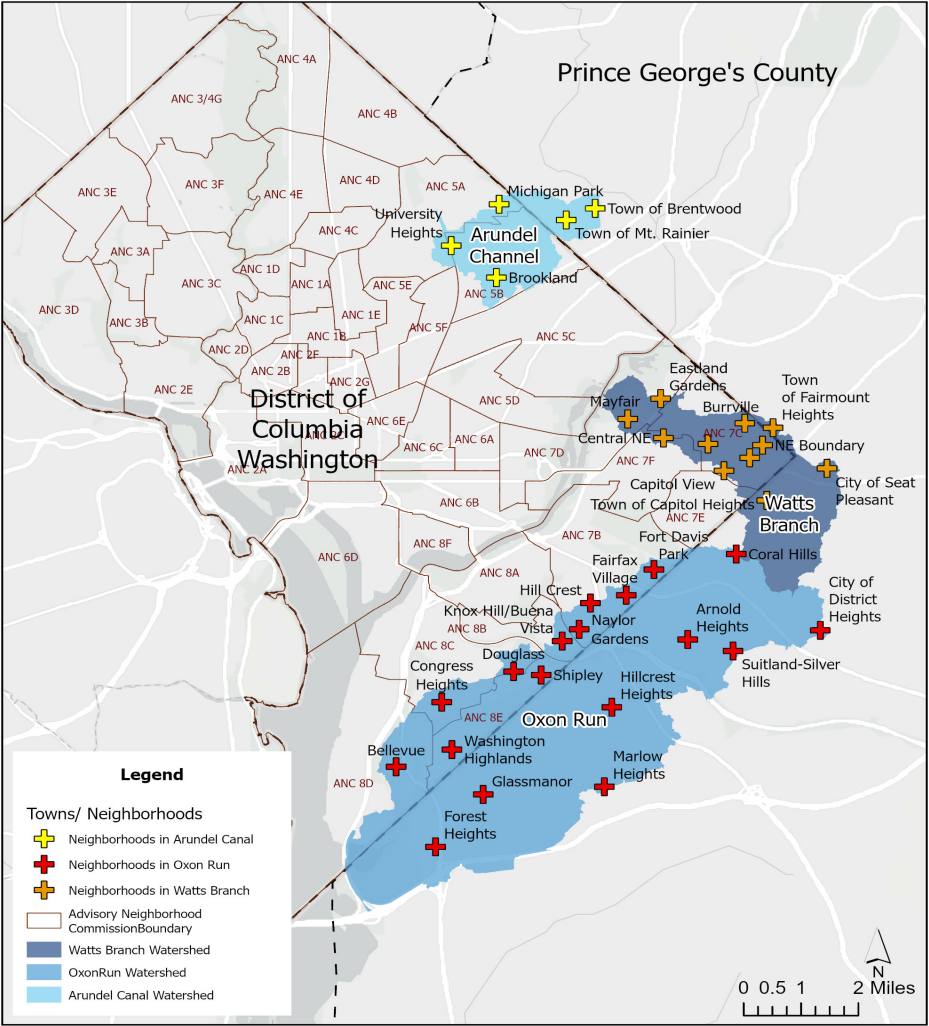 ANC 4A
Prince George's County
ANC 3/4G
ANC 4B
ANC 3E
ANC 3F
ANC 4E
ANC 4D
ANC 5A
Michigan Park
University
Heights
Town of Brentwood
Town of Mt. Rainier
ANC 4C
Arundel
Channel
ANC 3A
ANC 1D
Brookland
ANC 3C
ANC 1A
ANC 5E
ANC 5B
ANC 3D
ANC 3B
ANC 1C
ANC 1E
ANC 5F
ANC 1B
ANC 5C
ANC 2D
ANC 2F
ANC 2B
ANC 2G
ANC 2E
Eastland
Gardens
Town
of Fairmount
Heights
District of
Columbia
Washington
ANC 5D
Mayfair
Burrville
ANC 6E
ANC 7C
ANC 6C
ANC 6A
Central NE
NE Boundary
ANC 7D
ANC 7F
ANC 2A
Capitol View
City of Seat
Pleasant
ANC 6B
Town of Capitol Heights
Watts
Branch
ANC 7E
ANC 6D
ANC 8F
ANC 7B
Fort Davis
Park
Coral Hills
ANC 8A
Fairfax
Village
Hill Crest
City of
District
Heights
Knox Hill/Buena
Vista
Arnold
Heights
Naylor
Gardens
ANC 8B
ANC 8C
Douglass
Congress
Heights
Shipley
Suitland-Silver
Hills
Hillcrest
Heights
ANC 8E
Oxon Run
Bellevue
Washington
Highlands
Marlow
Heights
ANC 8D
Glassmanor
Forest
Heights
Legend
Towns/ Neighborhoods
Neighborhoods in Arundel Canal
Neighborhoods in Oxon Run
Neighborhoods in Watts Branch
Advisory Neighborhood
CommissionBoundary
Watts Branch Watershed
OxonRun Watershed
Arundel Canal Watershed
N
0 0.5 1 2 Miles